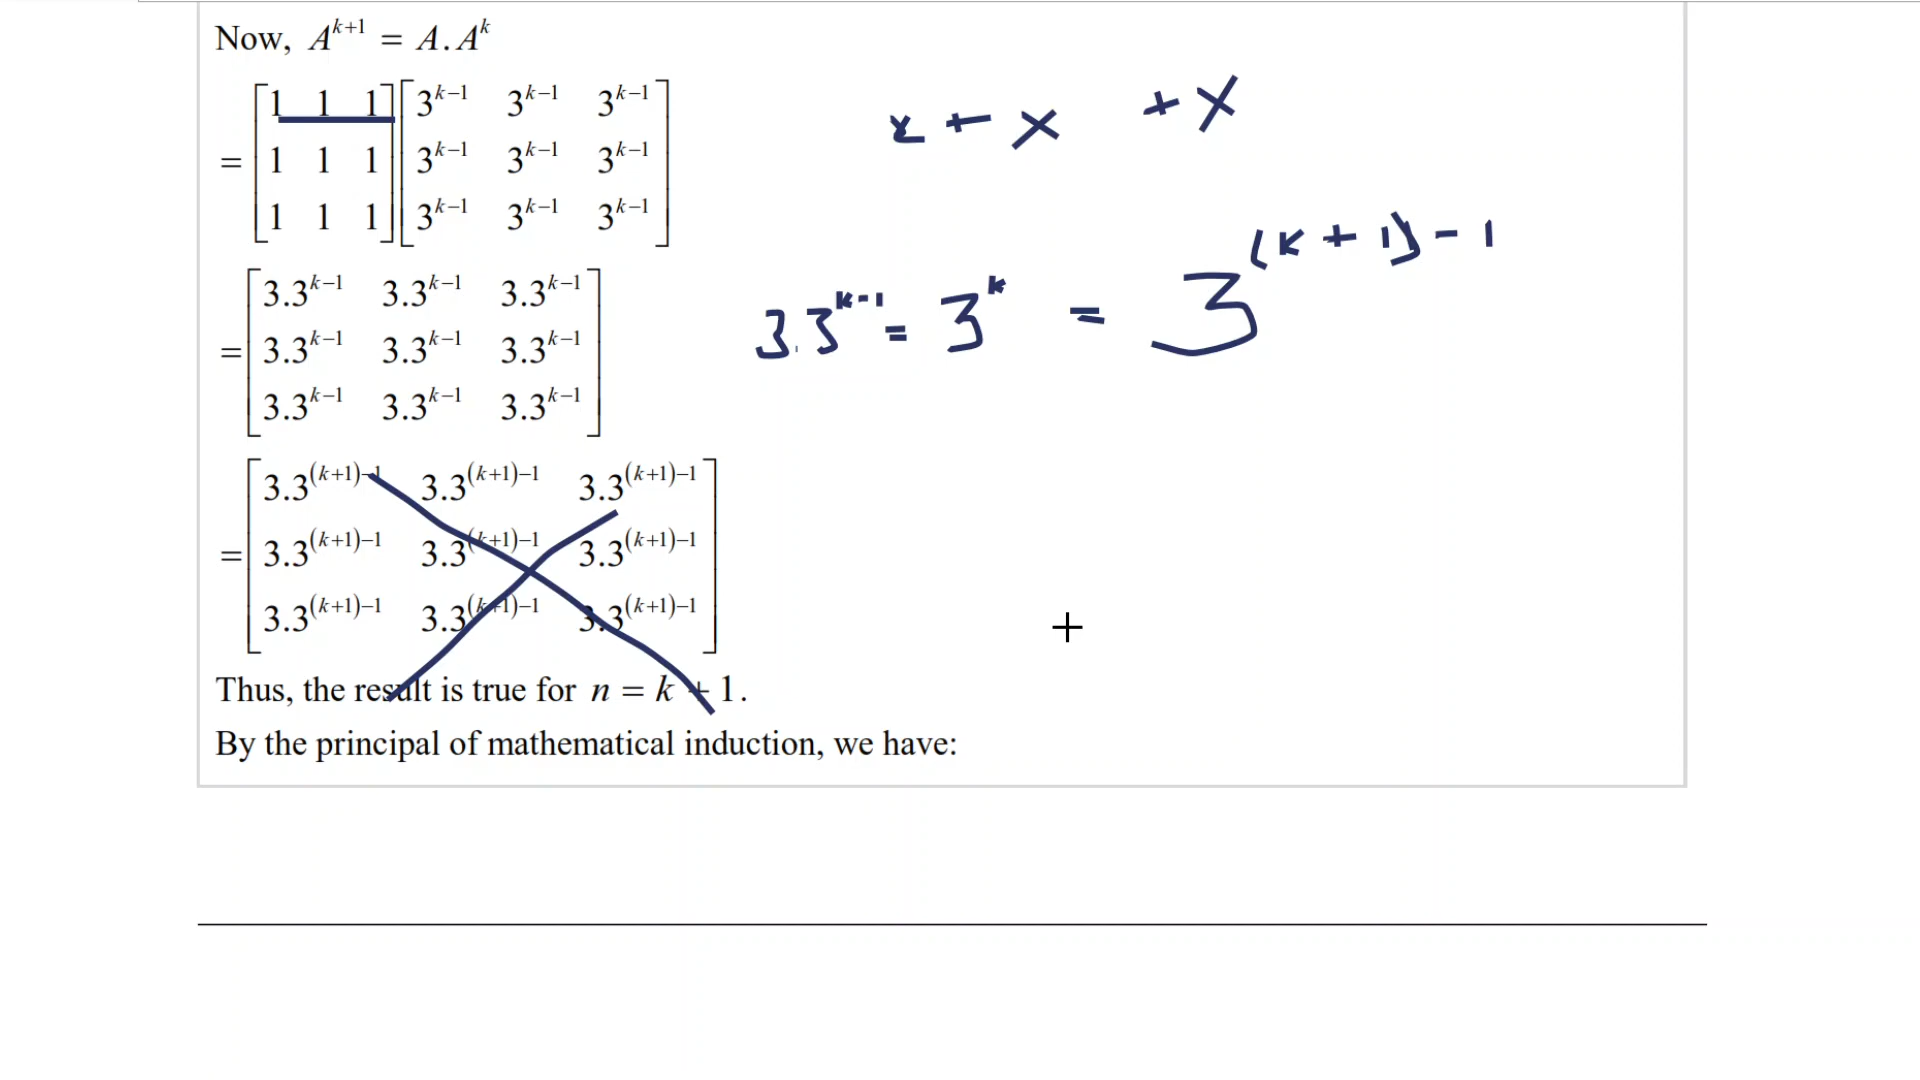 Now, A^{k+1} = A.A^k
= [1 1 1] [3^{k-1} 3^{k-1} 3^{k-1}]
[1 1 1] [3^{k-1} 3^{k-1} 3^{k-1}]
[1 1 1] [3^{k-1} 3^{k-1} 3^{k-1}]
x + x + x
= [3.3^{k-1} 3.3^{k-1} 3.3^{k-1}]
[3.3^{k-1} 3.3^{k-1} 3.3^{k-1}]
[3.3^{k-1} 3.3^{k-1} 3.3^{k-1}]
3.3^{k-1} = 3^k = 3^{(k+1)-1}
= [3.3^{(k+1)-1} 3.3^{(k+1)-1} 3.3^{(k+1)-1}]
[3.3^{(k+1)-1} 3.3^{(k+1)-1} 3.3^{(k+1)-1}]
[3.3^{(k+1)-1} 3.3^{(k+1)-1} 3.3^{(k+1)-1}]
Thus, the result is true for n = k + 1.
By the principal of mathematical induction, we have: